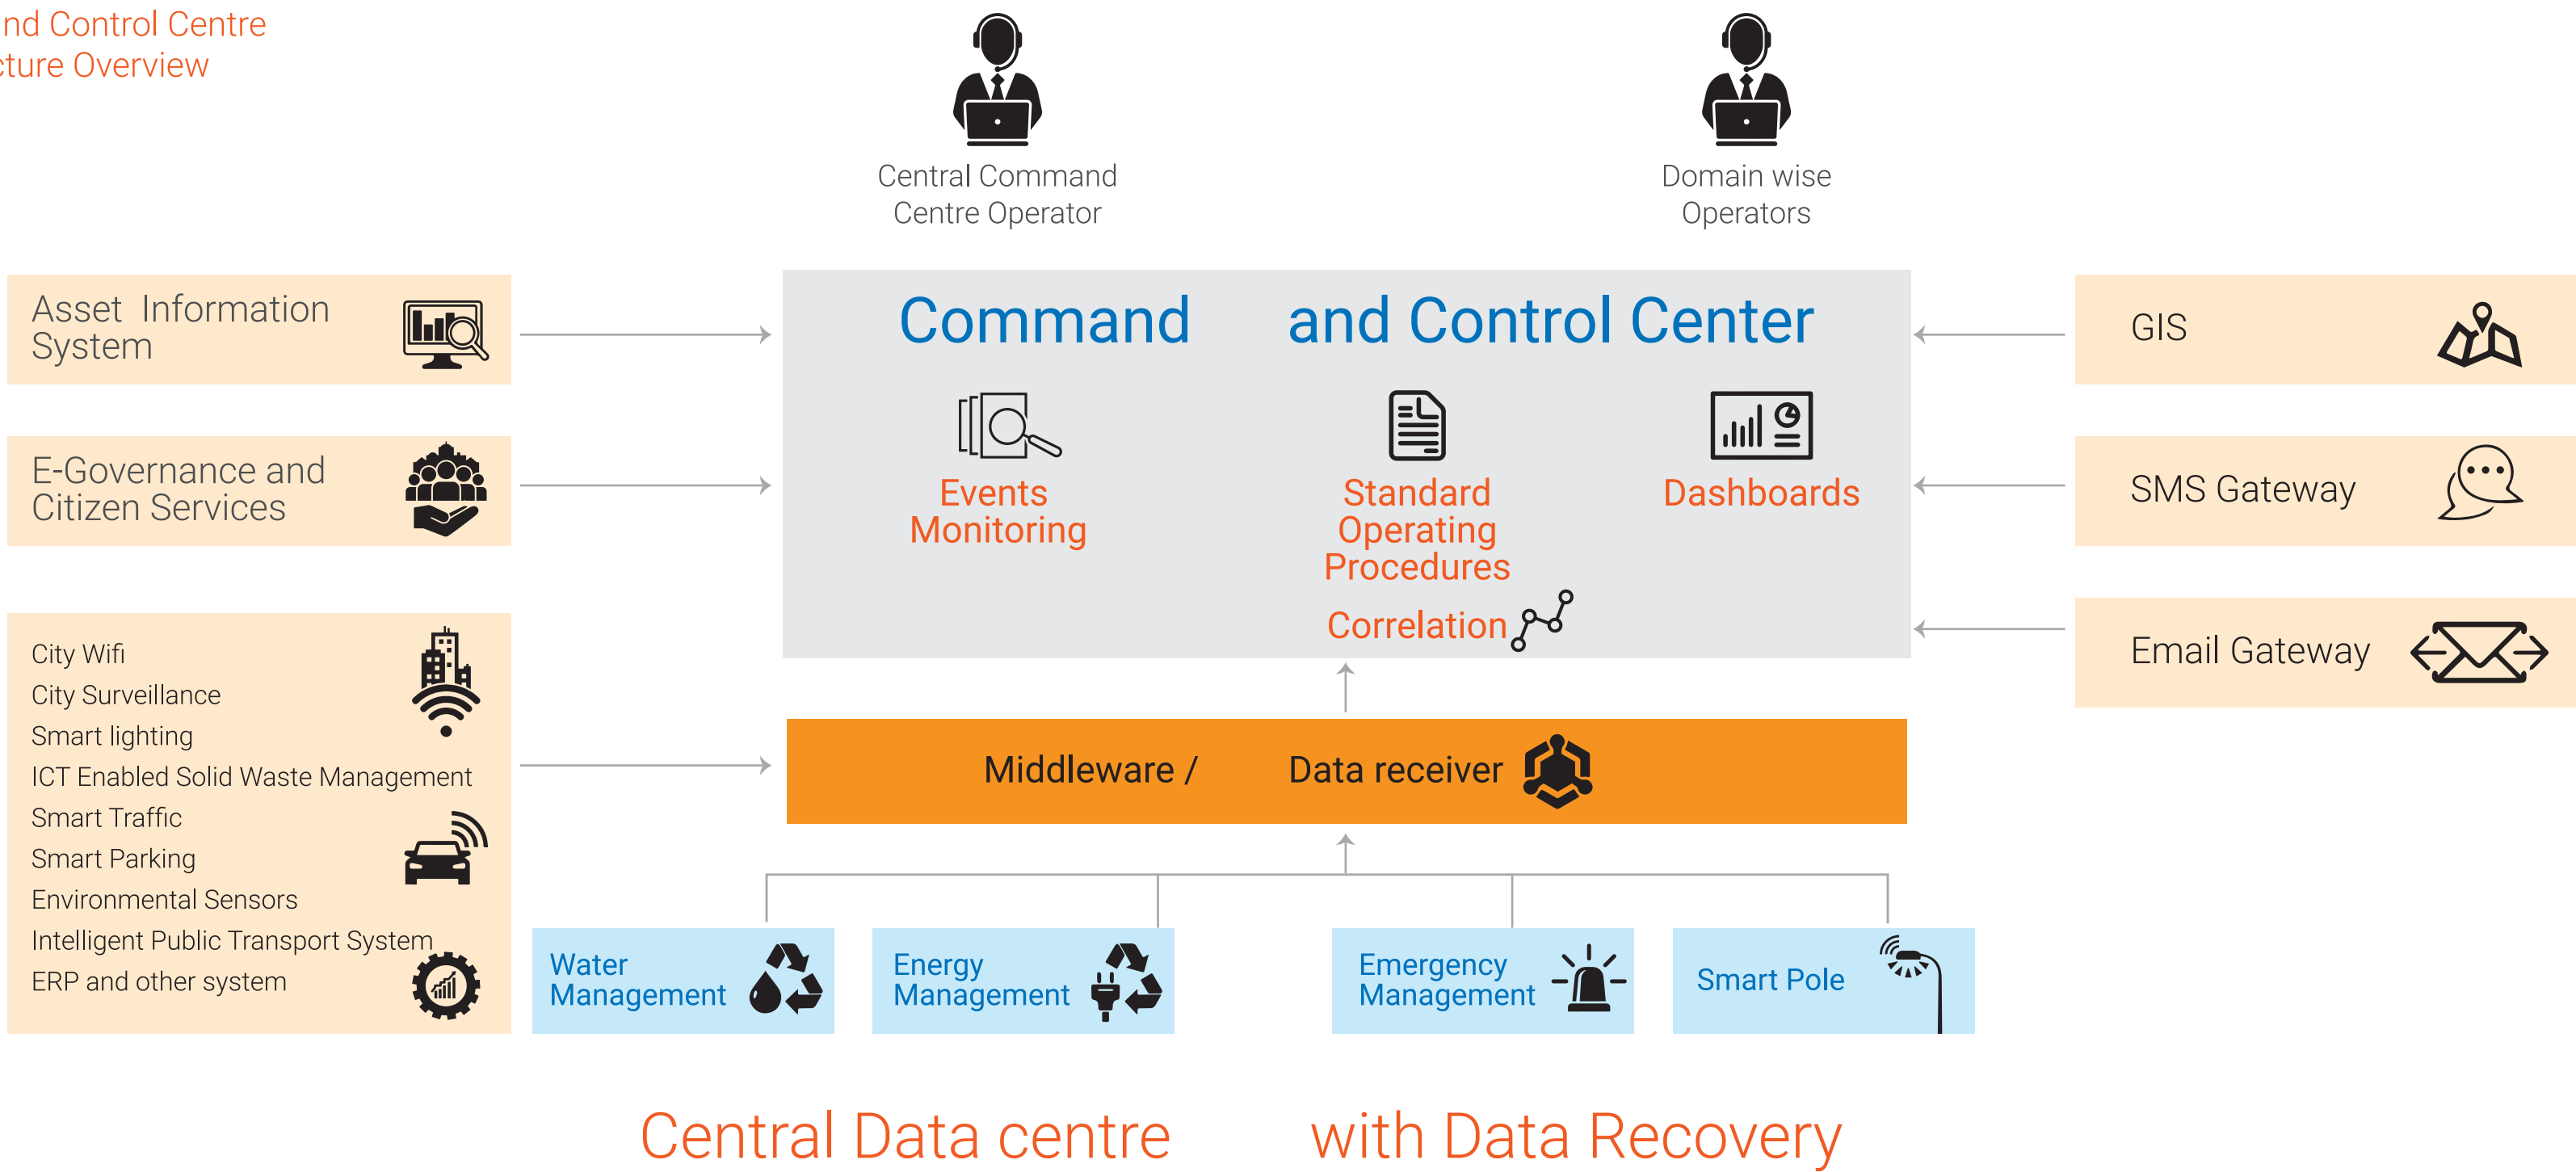 nd Control Centre
cture Overview
Central Command
Centre Operator
Domain wise
Operators
Asset Information
System
E-Governance and
Citizen Services
City Wifi
City Surveillance
Smart lighting
ICT Enabled Solid Waste Management
Smart Traffic
Smart Parking
Environmental Sensors
Intelligent Public Transport System
ERP and other system
Command and Control Center
Events
Monitoring
Standard
Operating
Procedures
Correlation
Dashboards
GIS
SMS Gateway
Email Gateway
Middleware / Data receiver
Water
Management
Energy
Management
Emergency
Management
Smart Pole
Central Data centre with Data Recovery